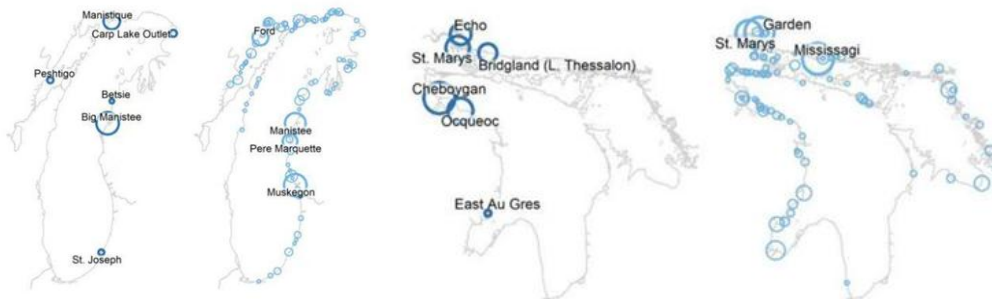 Manistique
Carp Lake Outlet
Peshtigo
Betsie
Big Manistee
St. Joseph
Ford
Manistee
Pere Marquette
Muskegon
Echo
St. Marys
Bridgland (L. Thessalon)
Cheboygan
Ocqueoc
East Au Gres
Garden
St. Marys
Mississagi